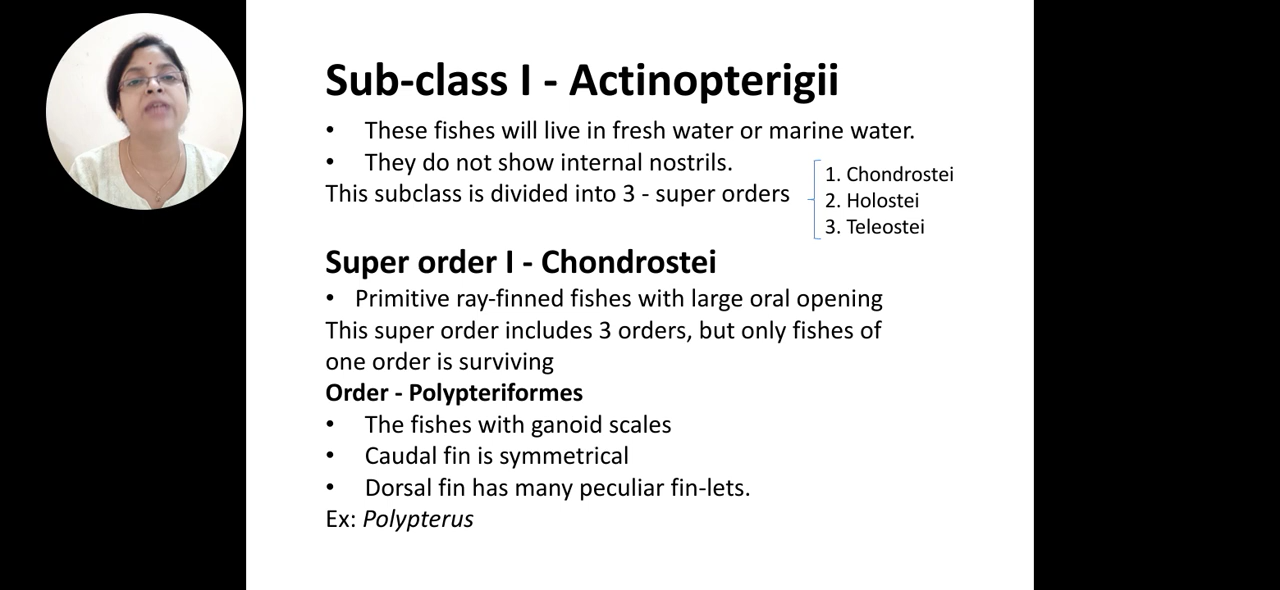 Sub-class I - Actinopterigii
• These fishes will live in fresh water or marine water.
• They do not show internal nostrils.
This subclass is divided into 3 - super orders
1. Chondrostei
2. Holostei
3. Teleostei
Super order I - Chondrostei
• Primitive ray-finned fishes with large oral opening
This super order includes 3 orders, but only fishes of
one order is surviving
Order - Polypteriformes
• The fishes with ganoid scales
• Caudal fin is symmetrical
• Dorsal fin has many peculiar fin-lets.
Ex: Polypterus